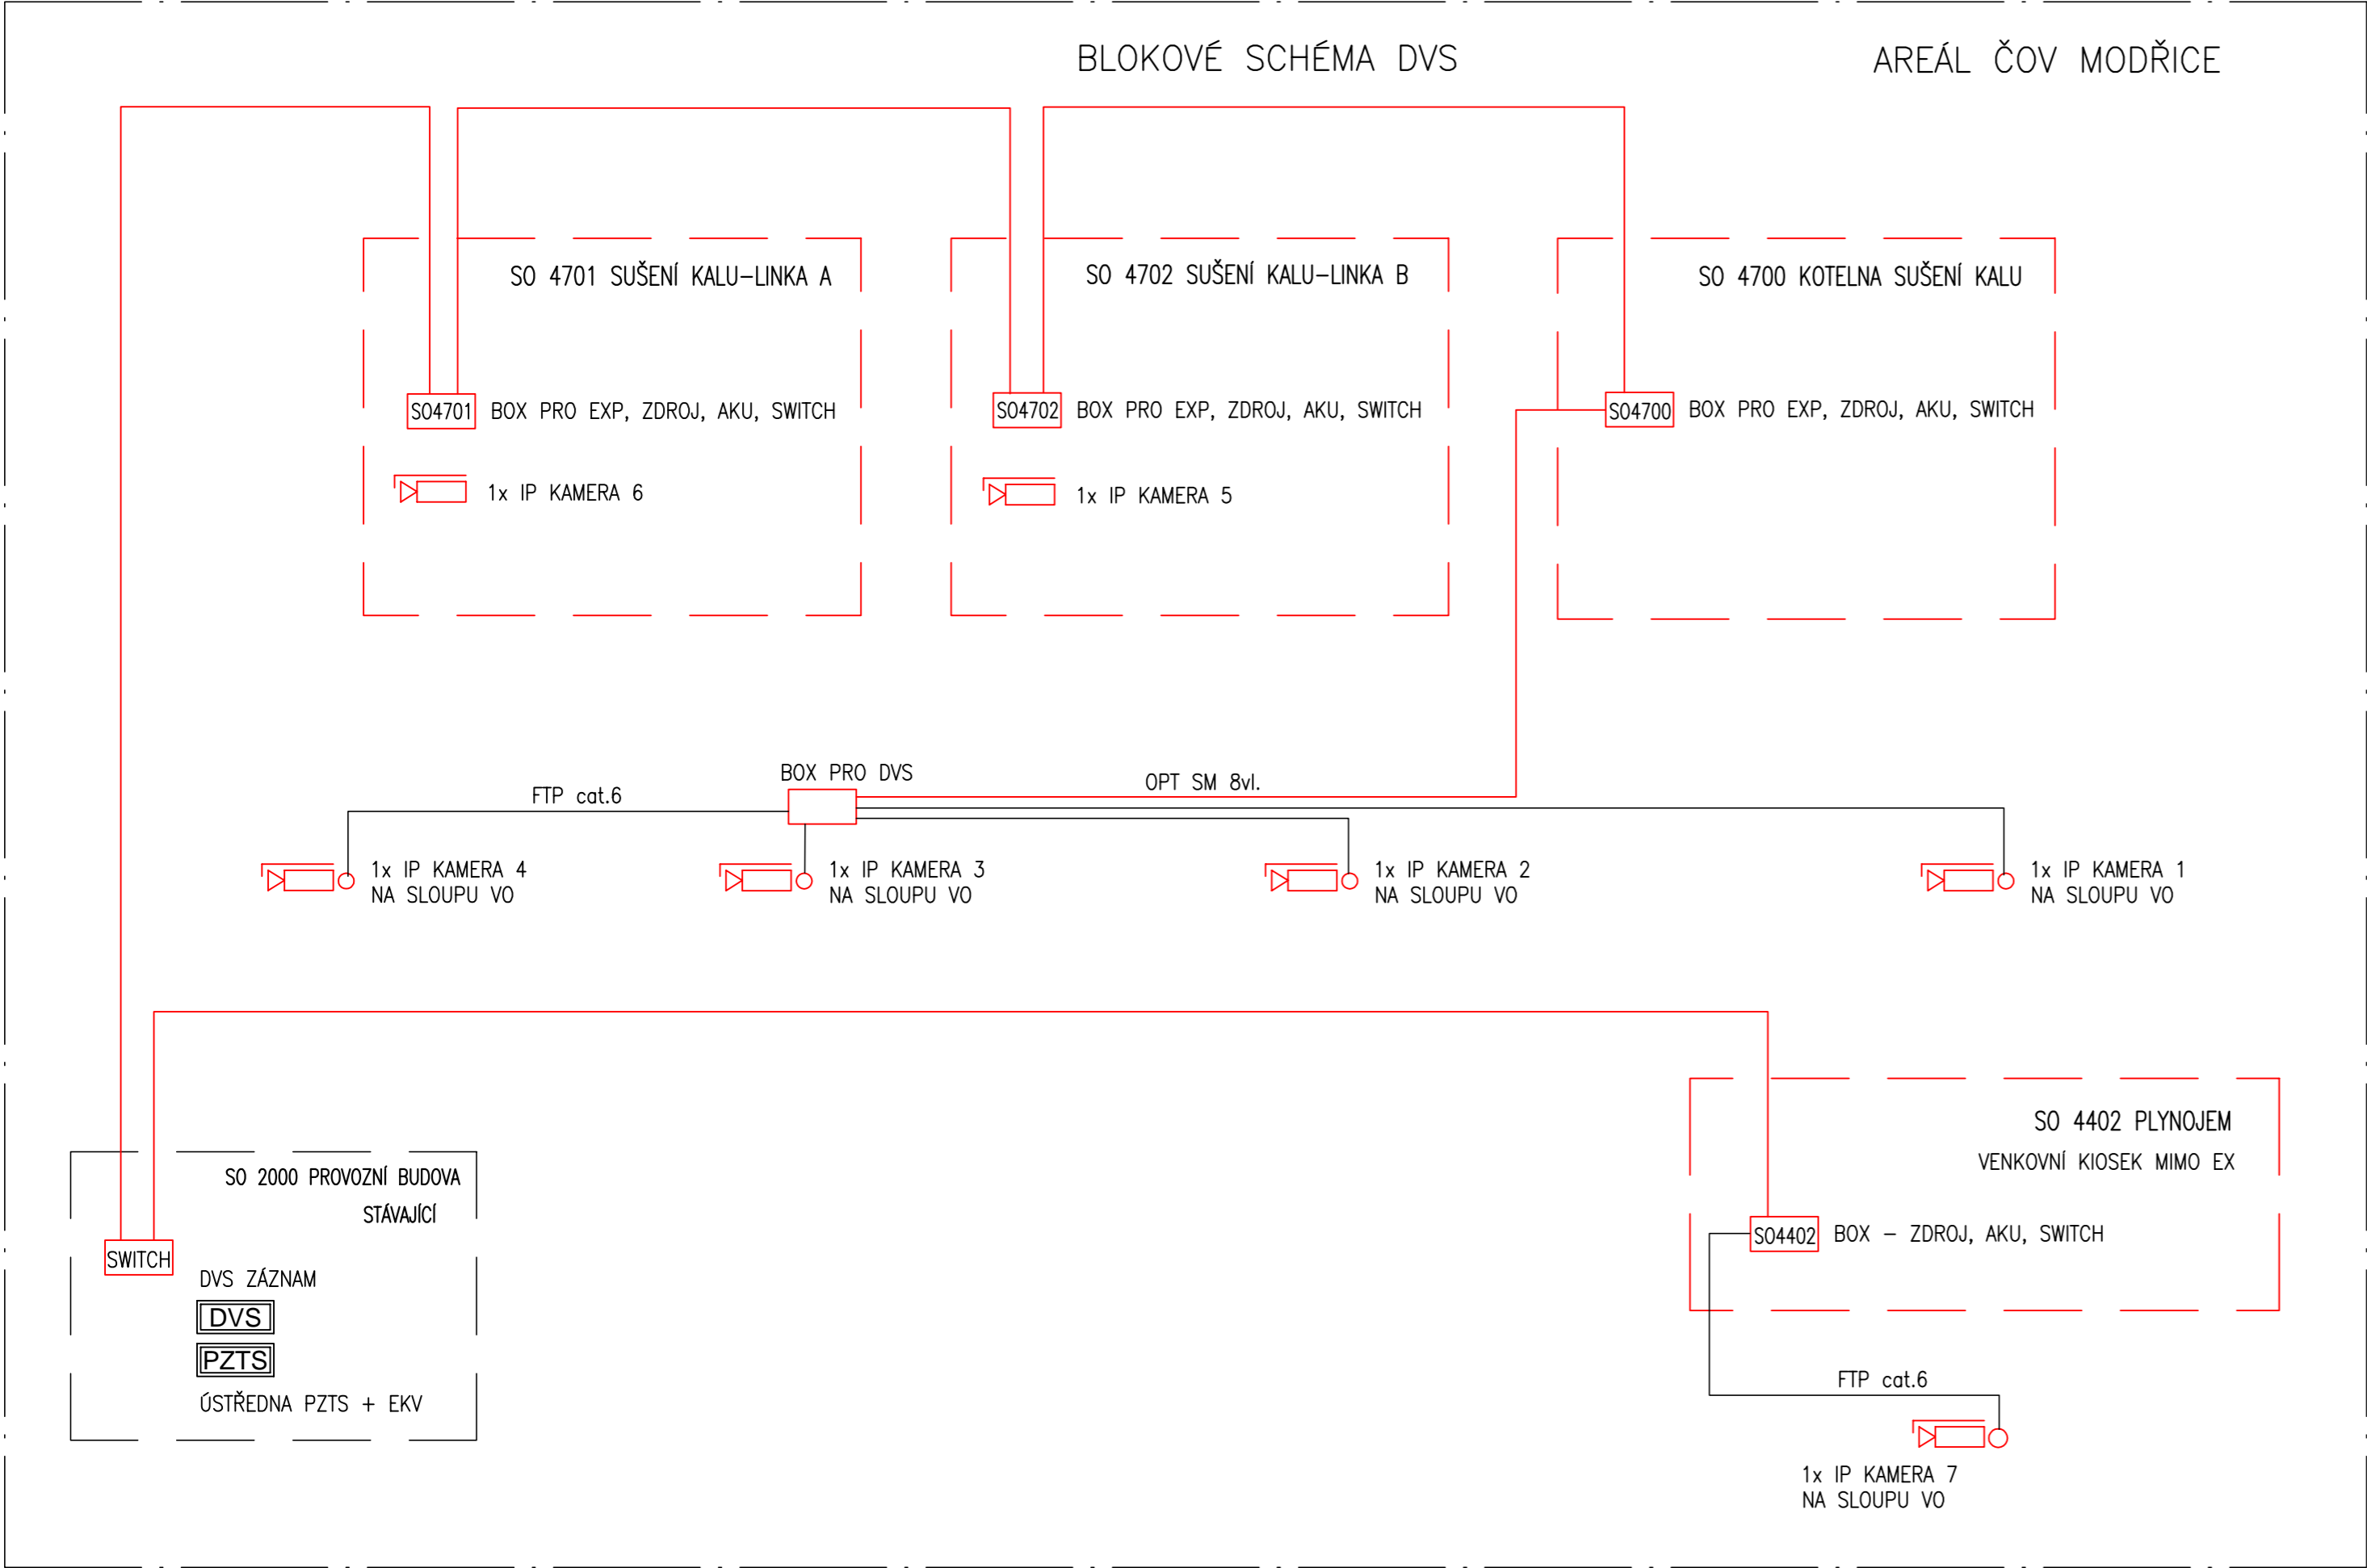 BLOKOVÉ SCHÉMA DVS
AREÁL ČOV MODŘICE
SO 4701 SUŠENÍ KALU-LINKA A
SO 4702 SUŠENÍ KALU-LINKA B
SO 4700 KOTELNA SUŠENÍ KALU
SO4701
BOX PRO EXP, ZDROJ, AKU, SWITCH
SO4702
BOX PRO EXP, ZDROJ, AKU, SWITCH
SO4700
BOX PRO EXP, ZDROJ, AKU, SWITCH
1x IP KAMERA 6
1x IP KAMERA 5
BOX PRO DVS
FTP cat.6
OPT SM 8vl.
1x IP KAMERA 4
NA SLOUPU VO
1x IP KAMERA 3
NA SLOUPU VO
1x IP KAMERA 2
NA SLOUPU VO
1x IP KAMERA 1
NA SLOUPU VO
SO 2000 PROVOZNÍ BUDOVA
STÁVAJÍCÍ
SWITCH
DVS ZÁZNAM
DVS
PZTS
ÚSTŘEDNA PZTS + EKV
SO 4402 PLYNOJEM
VENKOVNÍ KIOSEK MIMO EX
SO4402
BOX - ZDROJ, AKU, SWITCH
FTP cat.6
1x IP KAMERA 7
NA SLOUPU VO